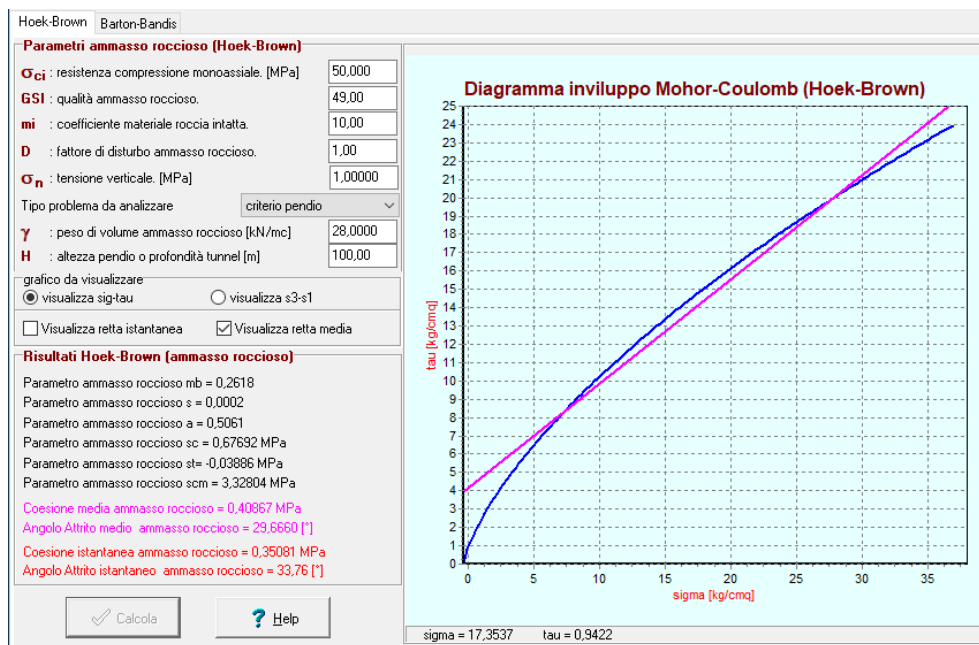 Hoek-Brown Barton-Bandis
Parametri ammasso roccioso (Hoek-Brown)
σci : resistenza compressione monoassiale. [MPa] 50,000
GSI : qualità ammasso roccioso. 49,00
mi : coefficiente materiale roccia intatta. 10,00
D : fattore di disturbo ammasso roccioso. 1,00
σn : tensione verticale. [MPa] 1,00000
Tipo problema da analizzare criterio pendio
γ : peso di volume ammasso roccioso [kN/mc] 28,0000
H : altezza pendio o profondità tunnel [m] 100,00
grafico da visualizzare
visualizza sig-tau visualizza s3-s1
Visualizza retta istantanea Visualizza retta media
Risultati Hoek-Brown (ammasso roccioso)
Parametro ammasso roccioso mb = 0,2618
Parametro ammasso roccioso s = 0,0002
Parametro ammasso roccioso a = 0,5061
Parametro ammasso roccioso sc = 0,67692 MPa
Parametro ammasso roccioso st= -0,03886 MPa
Parametro ammasso roccioso scm = 3,32804 MPa
Coesione media ammasso roccioso = 0,40867 MPa
Angolo Attrito medio ammasso roccioso = 29,6660 [°]
Coesione istantanea ammasso roccioso = 0,35081 MPa
Angolo Attrito istantaneo ammasso roccioso = 33,76 [°]
Calcola Help
Diagramma inviluppo Mohor-Coulomb (Hoek-Brown)
25
24
23
22
21
20
19
18
17
16
15
14
13
12
11
10
9
8
7
6
5
4
3
2
1
0
tau [kg/cmq]
0 5 10 15 20 25 30 35
sigma [kg/cmq]
sigma = 17,3537 tau = 0,9422